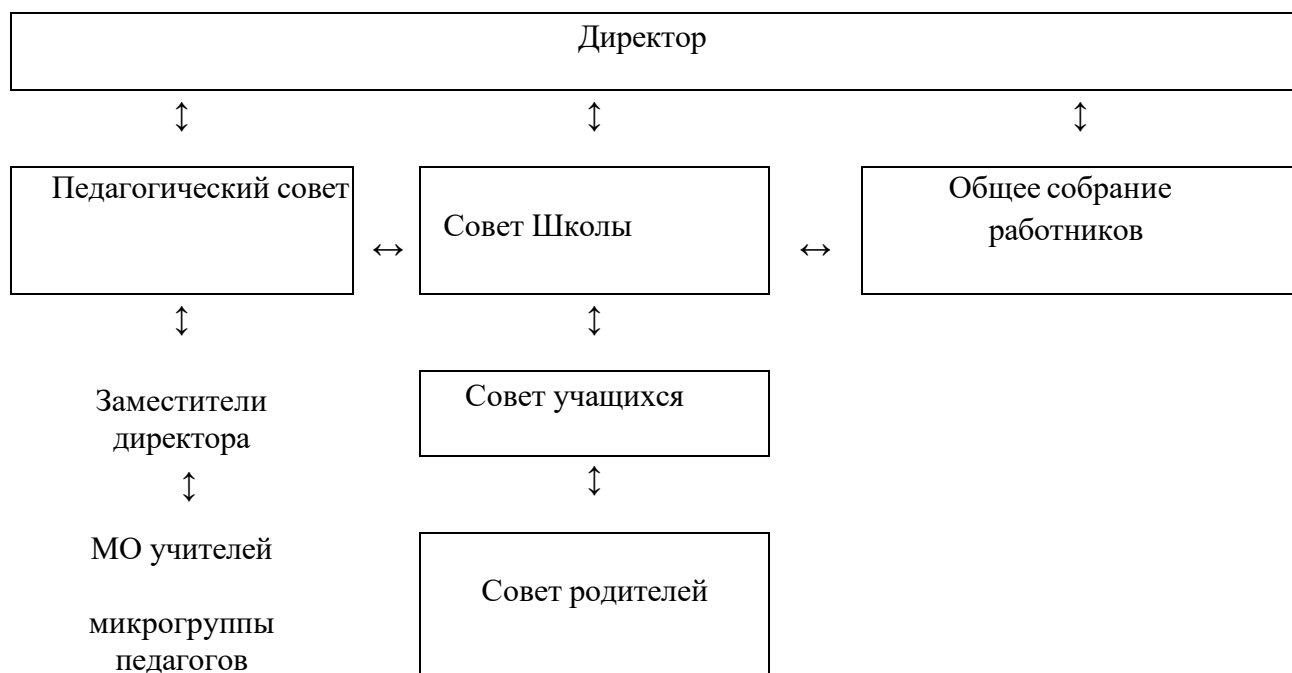 Директор
↕ ↕ ↕
Педагогический совет
Совет Школы
Общее собрание
работников
↔ ↔
↕ ↕
Заместители
директора
Совет учащихся
↕ ↕
МО учителей
Совет родителей
микрогруппы
педагогов